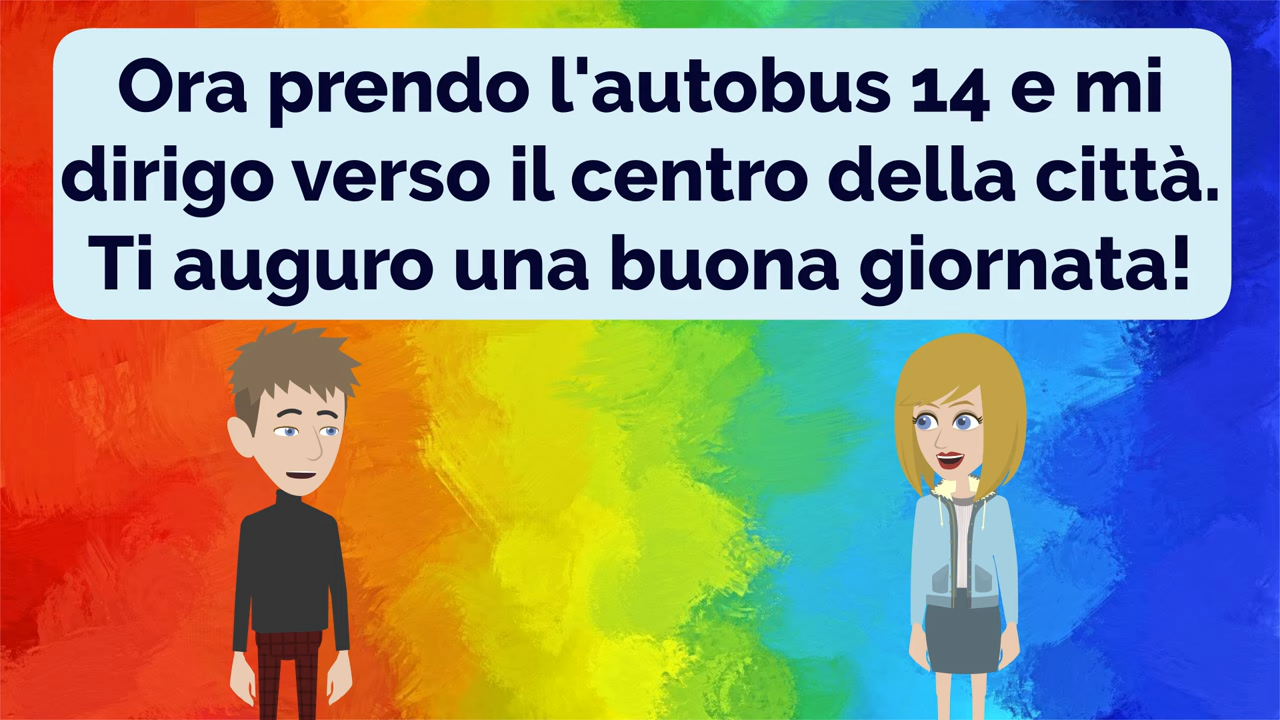 Ora prendo l'autobus 14 e mi
dirigo verso il centro della città.
Ti auguro una buona giornata!